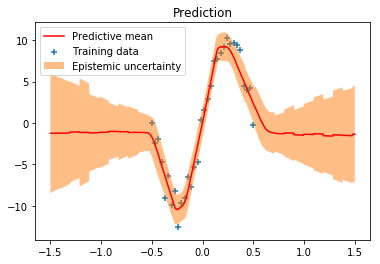 Prediction
Predictive mean
Training data
Epistemic uncertainty
10
5
0
−5
−10
−1.5 −1.0 −0.5 0.0 0.5 1.0 1.5